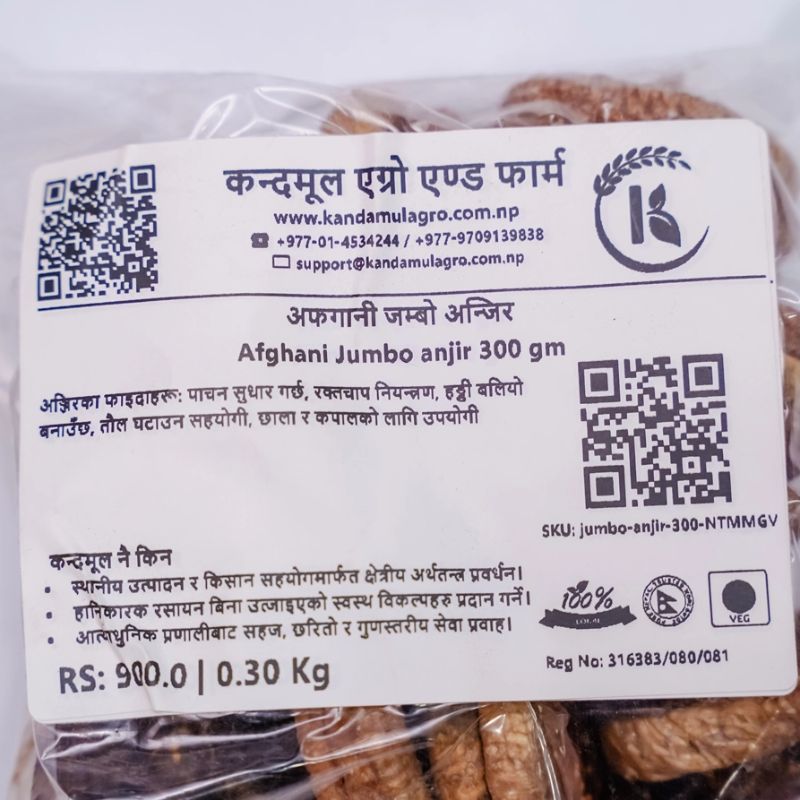 कन्दमूल एग्रो एण्ड फार्म
www.kandamulagro.com.np
☎ +977-01-4534244 / +977-9709139838
support@kandamulagro.com.np
अफगानी जम्बो अन्जिर
Afghani Jumbo anjir 300 gm
अञ्जिरका फाइदाहरू: पाचन सुधार गर्छ, रक्तचाप नियन्त्रण, हड्डी बलियो
बनाउँछ, तौल घटाउन सहयोगी, छाला र कपालको लागि उपयोगी
SKU: jumbo-anjir-300-NTMMGV
कन्दमूल नै किन
• स्थानीय उत्पादन र किसान सहयोगमार्फत क्षेत्रीय अर्थतन्त्र प्रवर्धन।
• हानिकारक रसायन बिना उब्जाइएको स्वस्थ विकल्पहरु प्रदान गर्ने।
• आत्याधुनिक प्रणालीबाट सहज, छरितो र गुणस्तरीय सेवा प्रवाह।
100%
LOCAL
VEG
RS: 900.0 | 0.30 Kg
Reg No: 316383/080/081